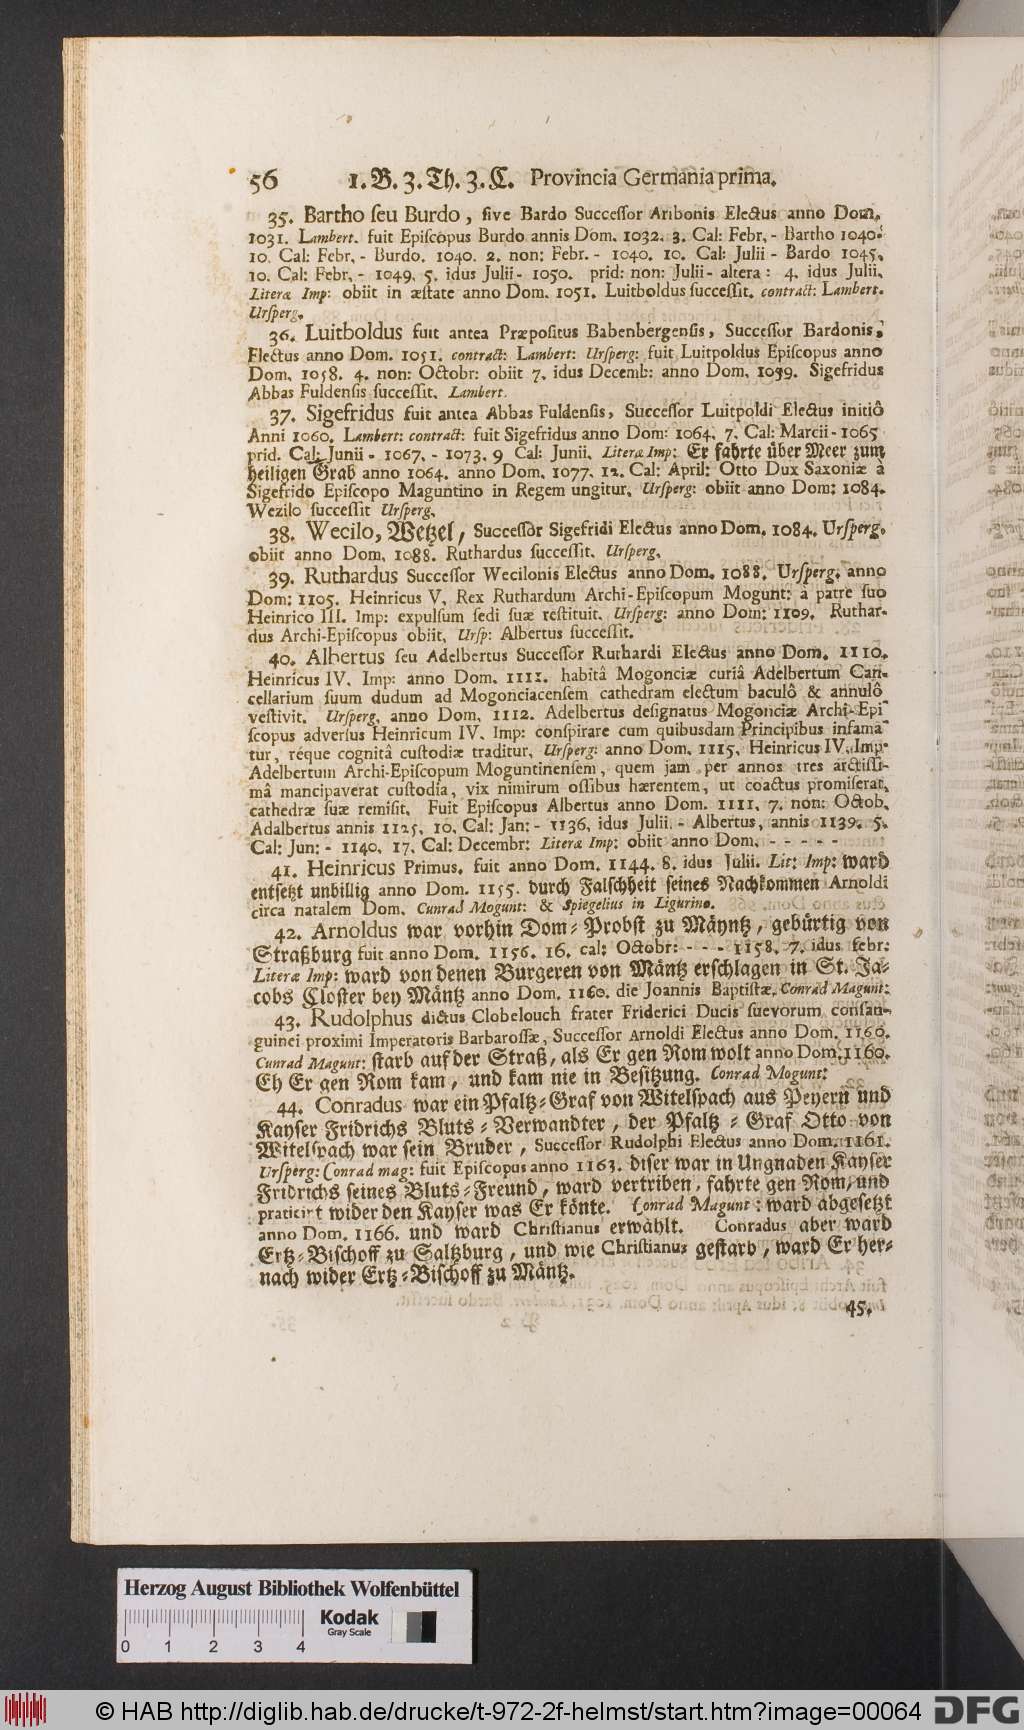 56 1. B. 3. Th. 3. C. Provincia Germania prima.
35. Bartho seu Burdo, sive Bardo Successor Aribonis Electus anno Dom.
1031. Lambert. fuit Episcopus Burdo annis Dom. 1032. 3. Cal: Febr. - Bartho 1040.
10. Cal: Febr. - Burdo. 1040. 2. non: Febr. - 1040. 10. Cal: Julii - Bardo 1045.
10. Cal: Febr. - 1049. 5. idus Julii - 1050. prid: non: Julii - altera: 4. idus Julii.
Literæ Imp: obiit in æstate anno Dom. 1051. Luitboldus successit. contract: Lambert.
Ursperg.
36. Luitboldus fuit antea Præpositus Babenbergensis, Successor Bardonis,
Electus anno Dom. 1051. contract: Lambert: Ursperg: fuit Luitpoldus Episcopus anno
Dom. 1058. 4. non: Octobr: obiit 7. idus Decemb: anno Dom. 1059. Sigefridus
Abbas Fuldensis successit. Lambert.
37. Sigefridus fuit antea Abbas Fuldensis, Successor Luitpoldi Electus initiô
Anni 1060. Lambert: contract: fuit Sigefridus anno Dom: 1064. 7. Cal: Marcii - 1065
prid. Cal: Junii - 1067. - 1073. 9 Cal: Junii. Literæ Imp: Er fahrte über Meer zum
heiligen Grab anno 1064. anno Dom. 1077. 12. Cal: April: Otto Dux Saxoniæ à
Sigefrido Episcopo Maguntino in Regem ungitur. Ursperg: obiit anno Dom: 1084.
Wezilo successit Ursperg.
38. Wecilo, Wetzel, Successôr Sigefridi Electus anno Dom. 1084. Ursperg.
obiit anno Dom. 1088. Ruthardus successit. Ursperg.
39. Ruthardus Successor Wecilonis Electus anno Dom. 1088. Ursperg. anno
Dom: 1105. Heinricus V. Rex Ruthardum Archi-Episcopum Mogunt: à patre suo
Heinrico III. Imp: expulsum sedi suæ restituit. Ursperg: anno Dom: 1109. Ruthar-
dus Archi-Episcopus obiit. Ursp: Albertus successit.
40. Albertus seu Adelbertus Successor Ruthardi Electus anno Dom. 1110.
Heinricus IV. Imp: anno Dom. 1111. habitâ Mogonciæ curiâ Adelbertum Can-
cellarium suum dudum ad Mogonciacensem cathedram electum baculô & annulô
vestivit. Ursperg. anno Dom. 1112. Adelbertus designatus Mogonciæ Archi-Epi
scopus adversus Heinricum IV. Imp: conspirare cum quibusdam Principibus infama
tur, réque cognitâ custodiæ traditur. Ursperg: anno Dom. 1115. Heinricus IV. Imp.
Adelbertum Archi-Episcopum Moguntinensem, quem jam per annos tres arctissi-
mâ mancipaverat custodia, vix nimirum ossibus hærentem, ut coactus promiserat,
cathedræ suæ remisit. Fuit Episcopus Albertus anno Dom. 1111. 7. non: Octob.
Adalbertus annis 1125. 10. Cal: Jan: - 1136. idus Julii. - Albertus, annis 1139. 5.
Cal: Jun: - 1140. 17. Cal: Decembr: Literæ Imp: obiit anno Dom. - - - - -
41. Heinricus Primus. fuit anno Dom. 1144. 8. idus Julii. Lit: Imp: ward
entsetzt unbillig anno Dom. 1155. durch Falschheit seines Nachkommen Arnoldi
circa natalem Dom. Cunrad Mogunt: & Spiegelius in Ligurino.
42. Arnoldus war vorhin Dom-Probst zu Mäyntz, gebürtig von
Straßburg fuit anno Dom. 1156. 16. cal: Octobr: - - - 1158. 7. idus febr:
Literæ Imp: ward von denen Burgeren von Mäntz erschlagen in St. Ja-
cobs Closter bey Mäntz anno Dom. 1160. die Joannis Baptistæ. Conrad Magunt:
43. Rudolphus dictus Clobelouch frater Friderici Ducis suevorum consan-
guinei proximi Imperatoris Barbarossæ, Successor Arnoldi Electus anno Dom. 1160.
Cunrad Magunt: starb auf der Straß, als Er gen Rom wolt anno Dom. 1160.
Eh Er gen Rom kam, und kam nie in Besitzung. Conrad Mogunt:
44. Conradus war ein Pfaltz-Graf von Witelspach aus Peyern und
Kayser Fridrichs Bluts-Verwandter, der Pfaltz-Graf Otto von
Witelspach war sein Bruder, Successor Rudolphi Electus anno Dom. 1161.
Ursperg: Conrad mag: fuit Episcopus anno 1163. diser war in Ungnaden Kayser
Fridrichs seines Bluts-Freund, ward vertriben, fahrte gen Rom, und
practicirt wider den Kayser was Er könte. Conrad Magunt: ward abgesetzt
anno Dom. 1166. und ward Christianus erwählt. Conradus aber ward
Ertz-Bischoff zu Saltzburg, und wie Christianus gestarb, ward Er her-
nach wider Ertz-Bischoff zu Mäntz.
45.
Herzog August Bibliothek Wolfenbüttel
Kodak
Gray Scale
0 1 2 3 4
© HAB http://diglib.hab.de/drucke/t-972-2f-helmst/start.htm?image=00064 DFG